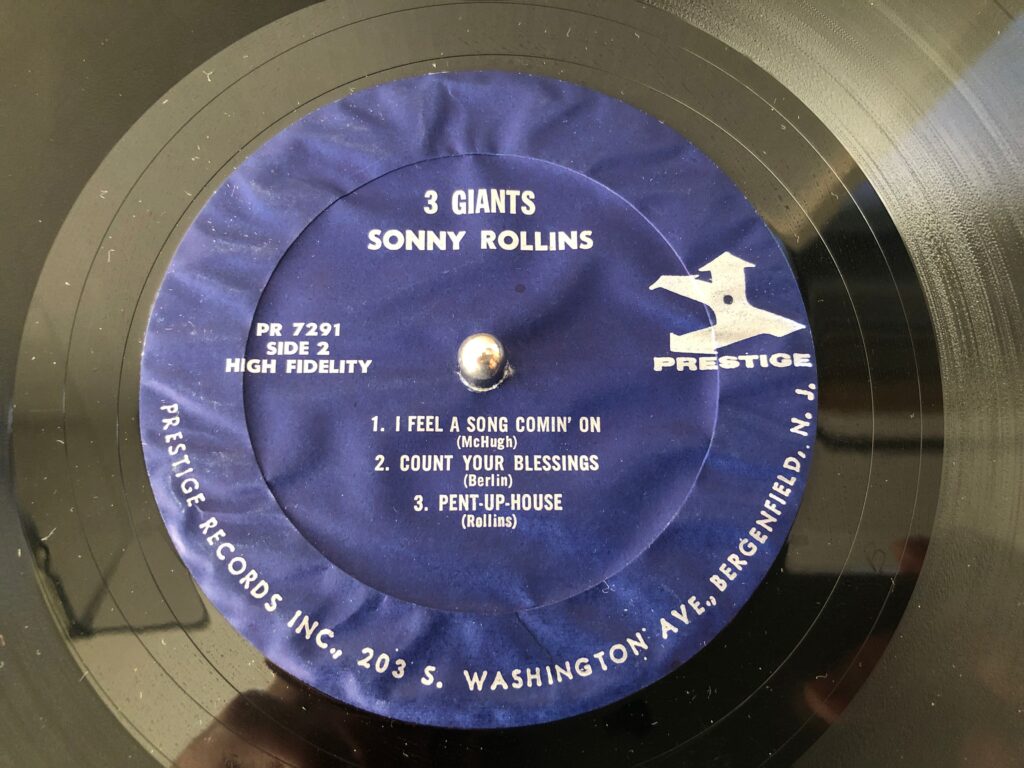 3 GIANTS
SONNY ROLLINS
PR 7291
SIDE 2
HIGH FIDELITY
PRESTIGE
1. I FEEL A SONG COMIN' ON
(McHugh)
2. COUNT YOUR BLESSINGS
(Berlin)
3. PENT-UP-HOUSE
(Rollins)
PRESTIGE RECORDS INC., 203 S. WASHINGTON AVE., BERGENFIELD, N. J.